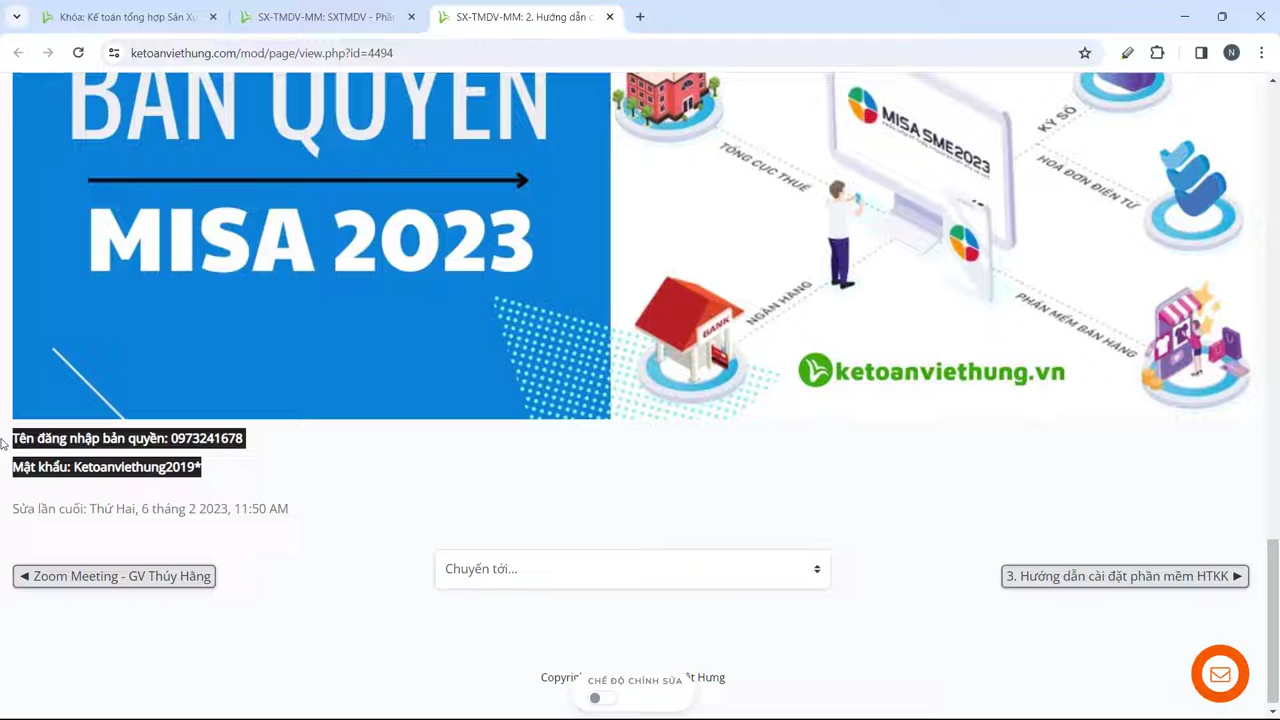 Khóa: Kế toán tổng hợp Sản Xu
SX-TMDV-MM: SXTMDV - Phầ
SX-TMDV-MM: 2. Hướng dẫn c
ketoanviethung.com/mod/page/view.php?id=4494
N
BẢN QUYỀN
MISA 2023
MISA SME2023
TỔNG CỤC THUẾ
KÝ SỐ
HÓA ĐƠN ĐIỆN TỬ
NGÂN HÀNG
BANK
PHẦN MỀM BÁN HÀNG
ketoanviethung.vn
Tên đăng nhập bản quyền: 0973241678
Mật khẩu: Ketoanviethung2019*
Sửa lần cuối: Thứ Hai, 6 tháng 2 2023, 11:50 AM
◄ Zoom Meeting - GV Thúy Hằng
Chuyển tới...
3. Hướng dẫn cài đặt phần mềm HTKK ►
Copyri
ệt Hưng
CHẾ ĐỘ CHỈNH SỬA